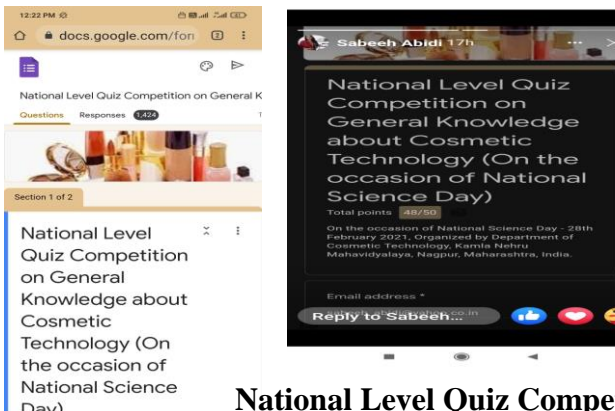 12:22 PM
docs.google.com/forr
National Level Quiz Competition on General K
Questions Responses 1,424
Section 1 of 2
National Level
Quiz Competition
on General
Knowledge about
Cosmetic
Technology (On
the occasion of
National Science
Day)
Sabeeh Abidi 17h
National Level Quiz
Competition on
General Knowledge
about Cosmetic
Technology (On the
occasion of National
Science Day)
Total points 48/50
On the occasion of National Science Day - 28th
February 2021, Organized by Department of
Cosmetic Technology, Kamla Nehru
Mahavidyalaya, Nagpur, Maharashtra, India.
Email address *
Reply to Sabeeh...
National Level Quiz Compe